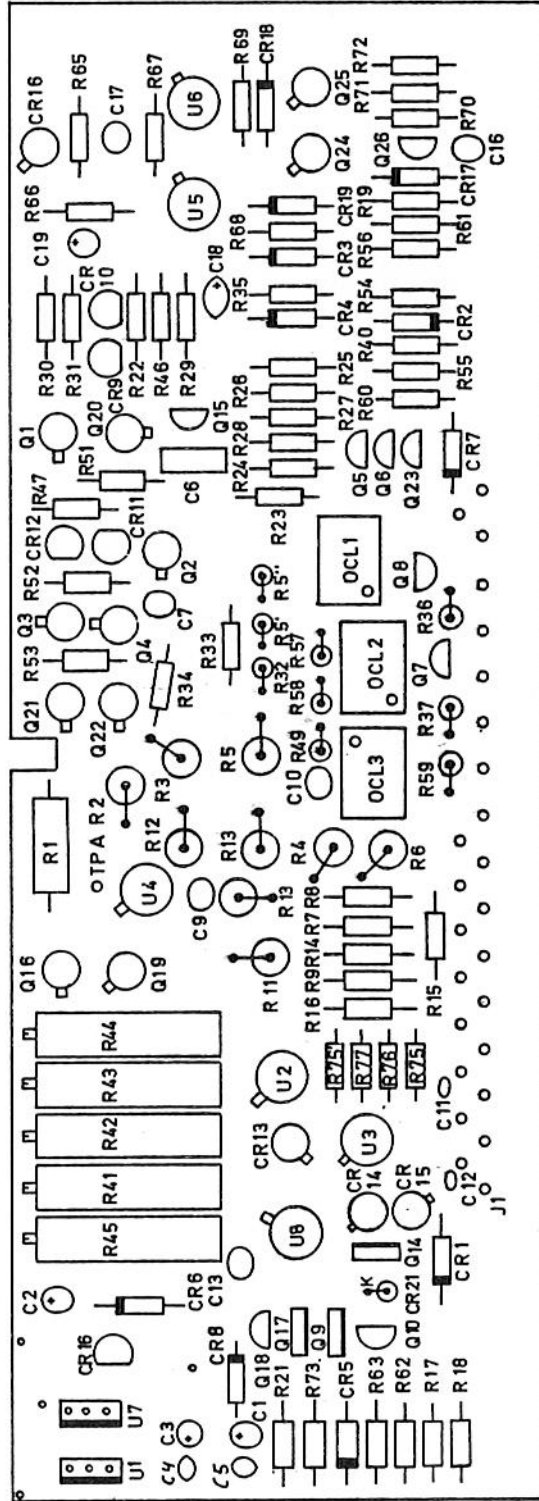 CR16
R65
C17
R67
U6
R69
CR18
Q25
R72
R71
R70
Q24
Q26
C16
R66
C19
U5
C18
R68
CR19
CR3
CR17
R19
R61
R56
R30
R31
CR
10
CR9
R22
R46
R29
R35
CR4
R54
CR2
R40
R55
R60
Q1
Q20
Q15
R26
R25
R27
R28
R24
R51
C6
R23
Q5
Q6
Q23
CR7
R47
CR12
CR11
R52
Q2
C7
R5"
OCL1
Q8
Q3
Q4
R33
R5'
R32
R57
R36
R53
R34
R58
OCL2
Q7
Q21
Q22
R3
R5
R49
C10
OCL3
R37
R59
R1
TPA
R2
R12
R13
R4
R6
U4
C9
R13
R8
R7
R14
R9
R16
R15
Q16
Q19
R11
R44
R43
R42
R41
R45
U2
R75'
R77
R76
R75
C11
CR13
U3
C12
J1
CR
14
CR
15
U8
Q14
CR1
C2
CR6
C13
K
CR21
CR16
CR8
Q18
Q17
Q9
Q10
U7
U1
C3
C4
C1
C5
R21
R73.
CR5
R63
R62
R17
R18